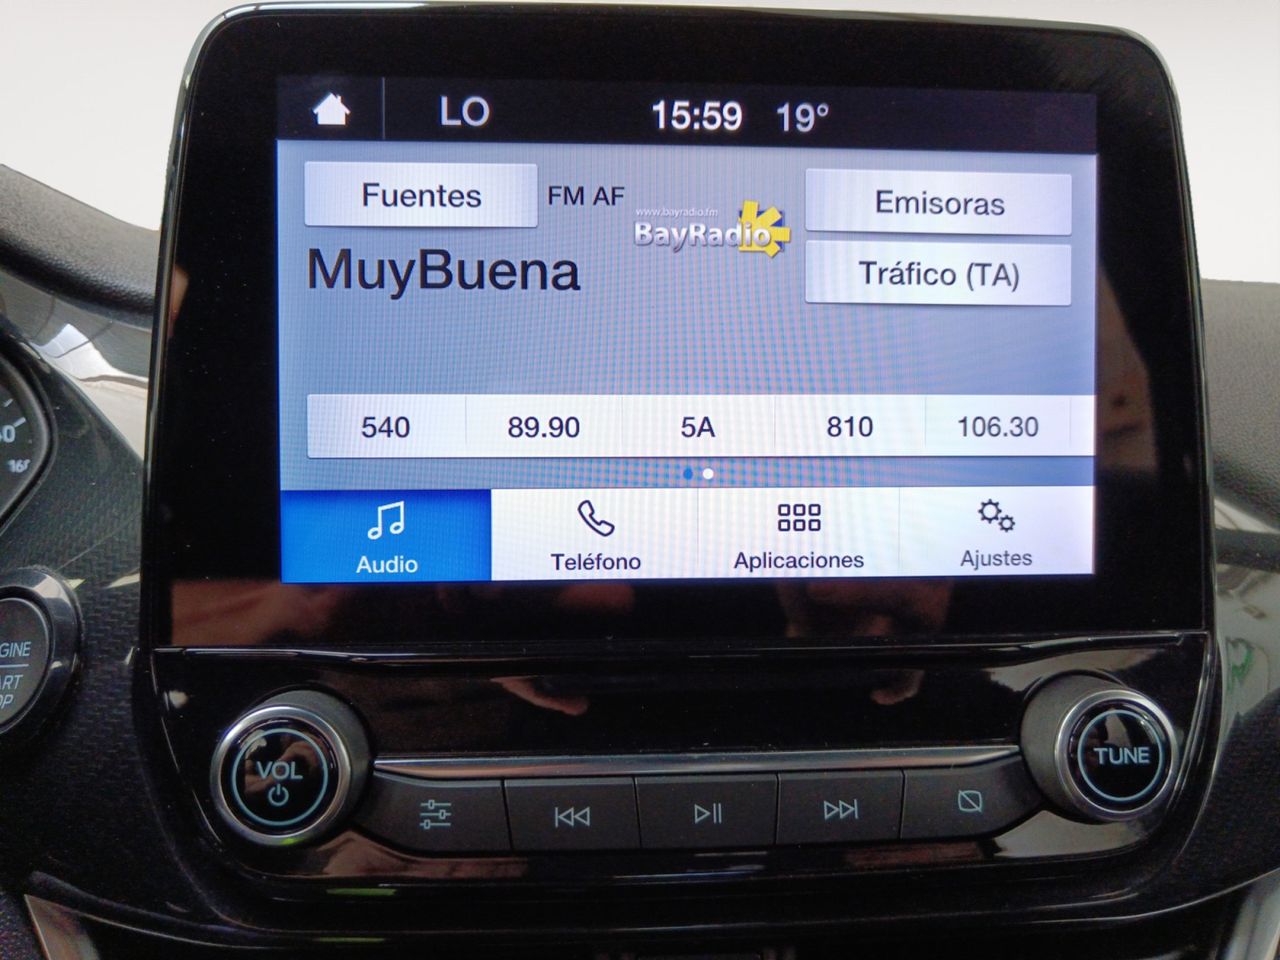 LO 15:59 19°
Fuentes FM AF
www.bayradio.fm
BayRadio
Emisoras
MuyBuena
Tráfico (TA)
540 89.90 5A 810 106.30
Audio Teléfono Aplicaciones Ajustes
VOL
TUNE